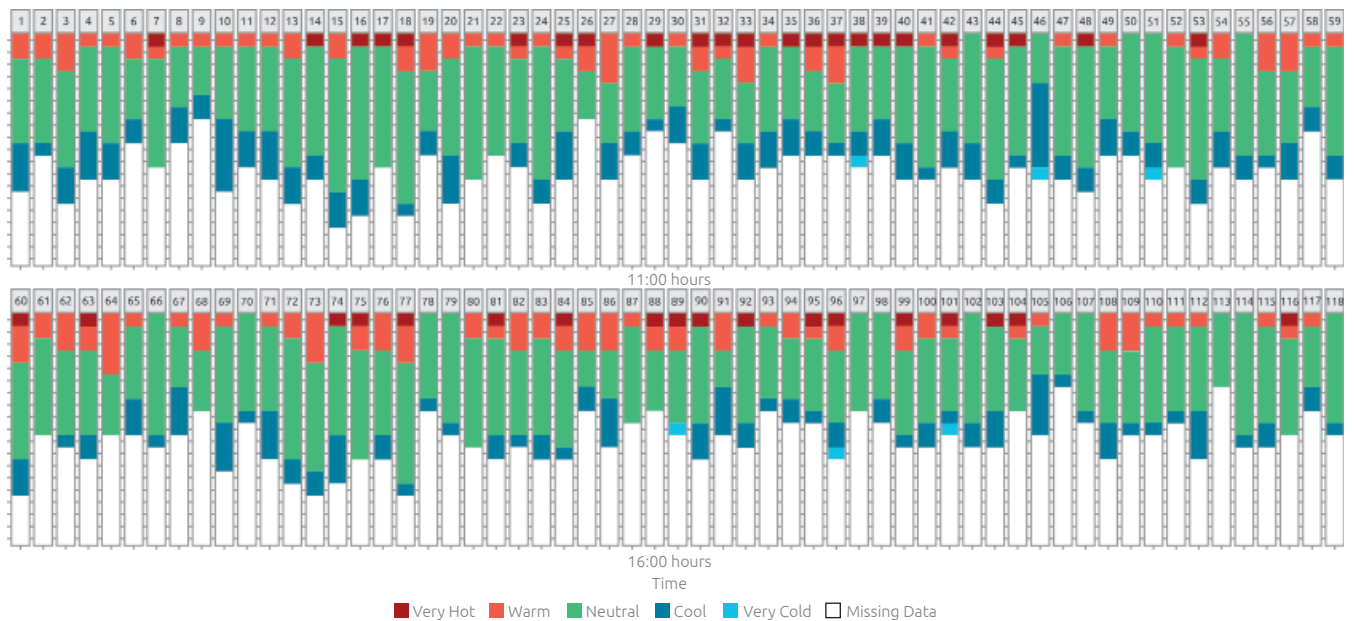 1 2 3 4 5 6 7 8 9 10 11 12 13 14 15 16 17 18 19 20 21 22 23 24 25 26 27 28 29 30 31 32 33 34 35 36 37 38 39 40 41 42 43 44 45 46 47 48 49 50 51 52 53 54 55 56 57 58 59
11:00 hours
60 61 62 63 64 65 66 67 68 69 70 71 72 73 74 75 76 77 78 79 80 81 82 83 84 85 86 87 88 89 90 91 92 93 94 95 96 97 98 99 100 101 102 103 104 105 106 107 108 109 110 111 112 113 114 115 116 117 118
16:00 hours
Time
Very Hot Warm Neutral Cool Very Cold Missing Data